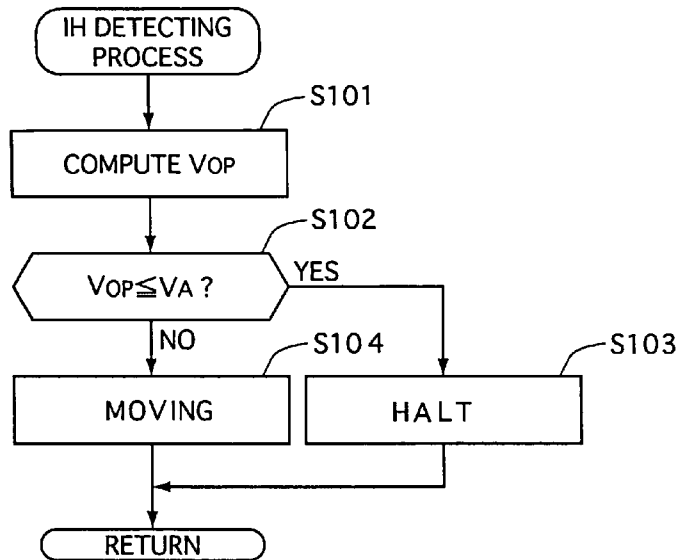 IH DETECTING
PROCESS
S101
COMPUTE VOP
S102
VOP≦VA ?
YES
NO
S104
S103
MOVING
HALT
RETURN